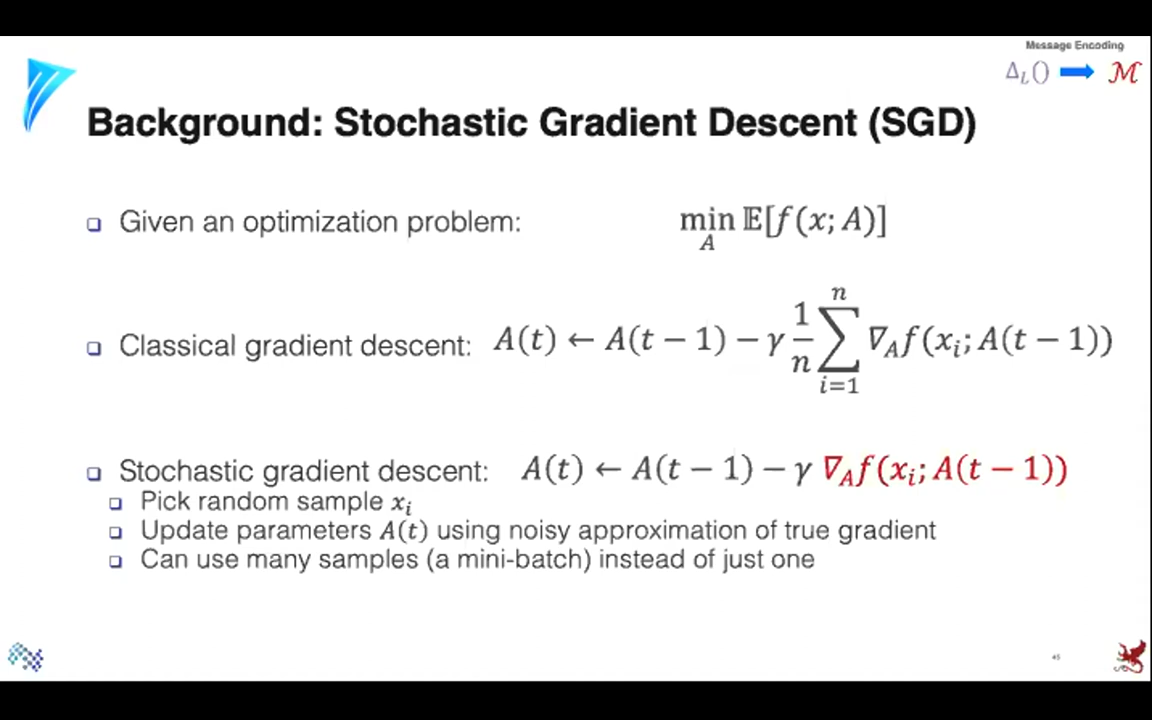 Message Encoding
Δ_L() → ℳ
Background: Stochastic Gradient Descent (SGD)
Given an optimization problem: min_A 𝔼[f(x; A)]
Classical gradient descent: A(t) ← A(t − 1) − γ 1/n ∑_{i=1}^{n} ∇_A f(x_i; A(t − 1))
Stochastic gradient descent: A(t) ← A(t − 1) − γ ∇_A f(x_i; A(t − 1))
Pick random sample x_i
Update parameters A(t) using noisy approximation of true gradient
Can use many samples (a mini-batch) instead of just one